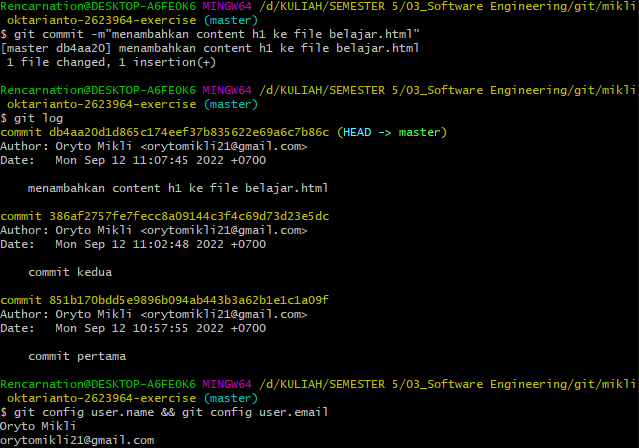 Rencarnation@DESKTOP-A6FE0K6 MINGW64 /d/KULIAH/SEMESTER 5/03_Software Engineering/git/mikli
oktarianto-2623964-exercise (master)
$ git commit -m"menambahkan content h1 ke file belajar.html"
[master db4aa20] menambahkan content h1 ke file belajar.html
1 file changed, 1 insertion(+)
Rencarnation@DESKTOP-A6FE0K6 MINGW64 /d/KULIAH/SEMESTER 5/03_Software Engineering/git/mikli
oktarianto-2623964-exercise (master)
$ git log
commit db4aa20d1d865c174eef37b835622e69a6c7b86c (HEAD -> master)
Author: Oryto Mikli <orytomikli21@gmail.com>
Date:   Mon Sep 12 11:07:45 2022 +0700
menambahkan content h1 ke file belajar.html
commit 386af2757fe7fecc8a09144c3f4c69d73d23e5dc
Author: Oryto Mikli <orytomikli21@gmail.com>
Date:   Mon Sep 12 11:02:48 2022 +0700
commit kedua
commit 851b170bdd5e9896b094ab443b3a62b1e1c1a09f
Author: Oryto Mikli <orytomikli21@gmail.com>
Date:   Mon Sep 12 10:57:55 2022 +0700
commit pertama
Rencarnation@DESKTOP-A6FE0K6 MINGW64 /d/KULIAH/SEMESTER 5/03_Software Engineering/git/mikli
oktarianto-2623964-exercise (master)
$ git config user.name && git config user.email
Oryto Mikli
orytomikli21@gmail.com